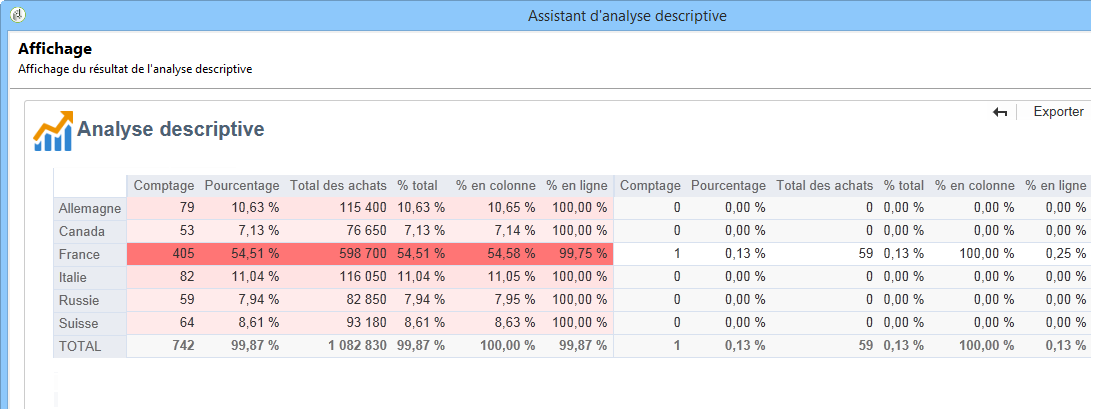 Assistant d'analyse descriptive
Affichage
Affichage du résultat de l'analyse descriptive
Exporter
Analyse descriptive
Comptage Pourcentage Total des achats % total % en colonne % en ligne Comptage Pourcentage Total des achats % total % en colonne % en ligne
Allemagne 79 10,63 % 115 400 10,63 % 10,65 % 100,00 % 0 0,00 % 0 0,00 % 0,00 % 0,00 %
Canada 53 7,13 % 76 650 7,13 % 7,14 % 100,00 % 0 0,00 % 0 0,00 % 0,00 % 0,00 %
France 405 54,51 % 598 700 54,51 % 54,58 % 99,75 % 1 0,13 % 59 0,13 % 100,00 % 0,25 %
Italie 82 11,04 % 116 050 11,04 % 11,05 % 100,00 % 0 0,00 % 0 0,00 % 0,00 % 0,00 %
Russie 59 7,94 % 82 850 7,94 % 7,95 % 100,00 % 0 0,00 % 0 0,00 % 0,00 % 0,00 %
Suisse 64 8,61 % 93 180 8,61 % 8,63 % 100,00 % 0 0,00 % 0 0,00 % 0,00 % 0,00 %
TOTAL 742 99,87 % 1 082 830 99,87 % 100,00 % 99,87 % 1 0,13 % 59 0,13 % 100,00 % 0,13 %